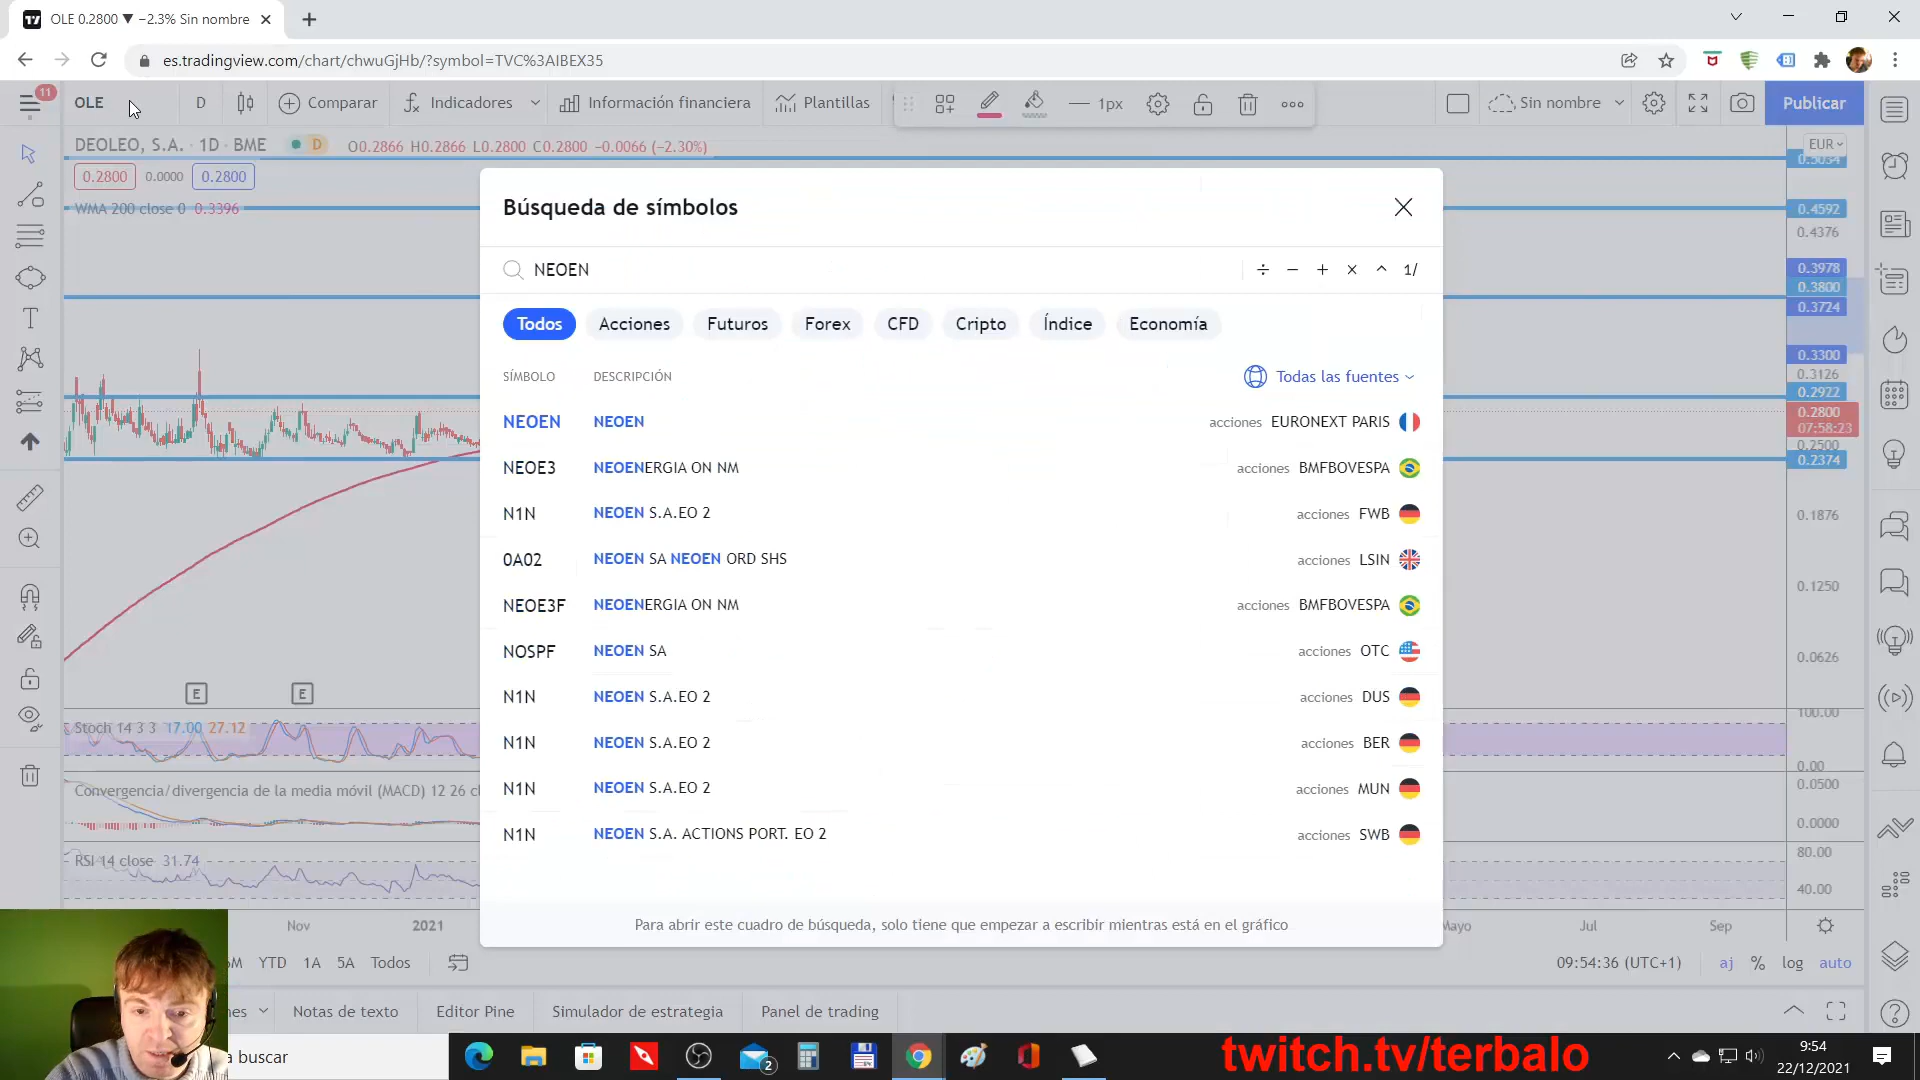 OLE 0.2800 ▼ −2.3% Sin nombre
es.tradingview.com/chart/chwuGjHb/?symbol=TVC%3AIBEX35
11
OLE
D
Comparar
Indicadores
Información financiera
Plantillas
1px
Sin nombre
Publicar
DEOLEO, S.A. · 1D · BME
D
O0.2866 H0.2866 L0.2800 C0.2800 −0.0066 (−2.30%)
EUR
0.2800
0.0000
0.2800
WMA 200 close 0 0.3396
Búsqueda de símbolos
NEOEN
÷ − + × ^ 1/
Todos
Acciones
Futuros
Forex
CFD
Cripto
Índice
Economía
SÍMBOLO
DESCRIPCIÓN
Todas las fuentes
NEOEN NEOEN acciones EURONEXT PARIS
NEOE3 NEOENERGIA ON NM acciones BMFBOVESPA
N1N NEOEN S.A.EO 2 acciones FWB
0A02 NEOEN SA NEOEN ORD SHS acciones LSIN
NEOE3F NEOENERGIA ON NM acciones BMFBOVESPA
NOSPF NEOEN SA acciones OTC
N1N NEOEN S.A.EO 2 acciones DUS
N1N NEOEN S.A.EO 2 acciones BER
N1N NEOEN S.A.EO 2 acciones MUN
N1N NEOEN S.A. ACTIONS PORT. EO 2 acciones SWB
Para abrir este cuadro de búsqueda, solo tiene que empezar a escribir mientras está en el gráfico
0.4592
0.4376
0.3978
0.3800
0.3724
0.3300
0.3126
0.2922
0.2800
07:58:23
0.2500
0.2374
0.1876
0.1250
0.0626
100.00
0.00
0.0500
0.0000
80.00
40.00
E
E
Stoch 14 3 3 17.00 27.12
Convergencia/divergencia de la media móvil (MACD) 12 26 cl
RSI 14 close 31.74
Nov
2021
Mayo
Jul
Sep
YTD
1A
5A
Todos
09:54:36 (UTC+1)
aj
%
log
auto
Notas de texto
Editor Pine
Simulador de estrategia
Panel de trading
a buscar
2
twitch.tv/terbalo
9:54
22/12/2021